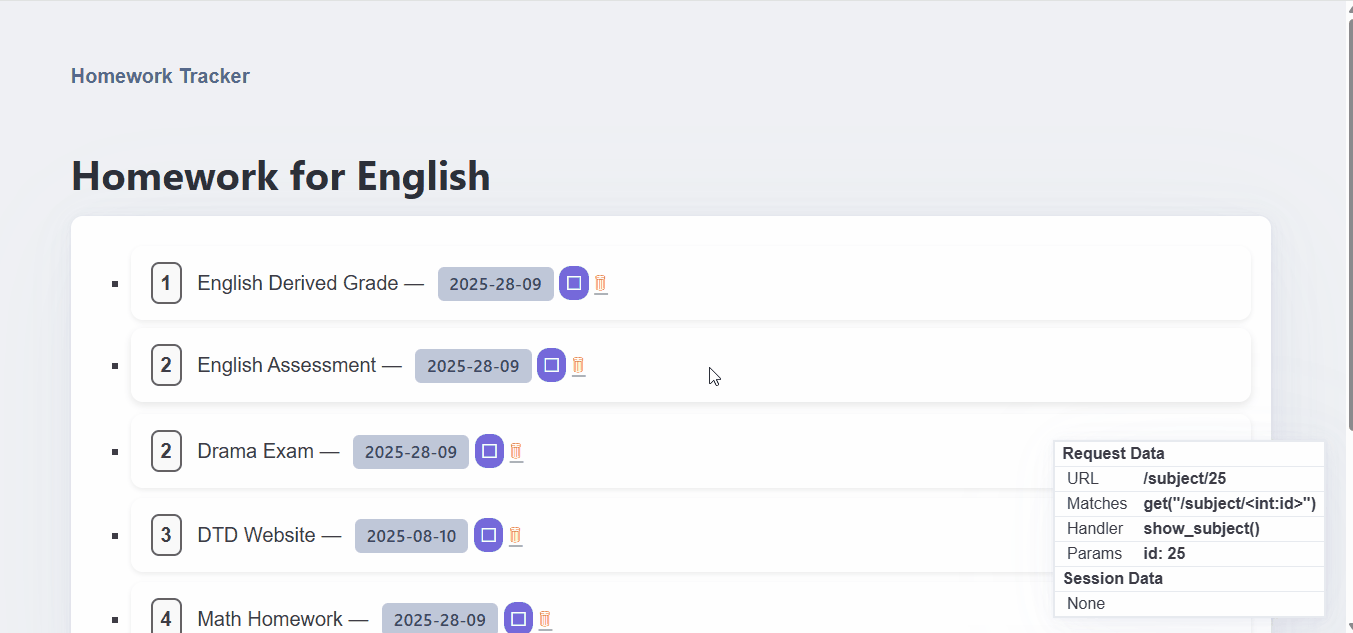 Homework Tracker
Homework for English
1 English Derived Grade — 2025-28-09
2 English Assessment — 2025-28-09
2 Drama Exam — 2025-28-09
3 DTD Website — 2025-08-10
4 Math Homework — 2025-28-09
Request Data
URL /subject/25
Matches get("/subject/<int:id>")
Handler show_subject()
Params id: 25
Session Data
None